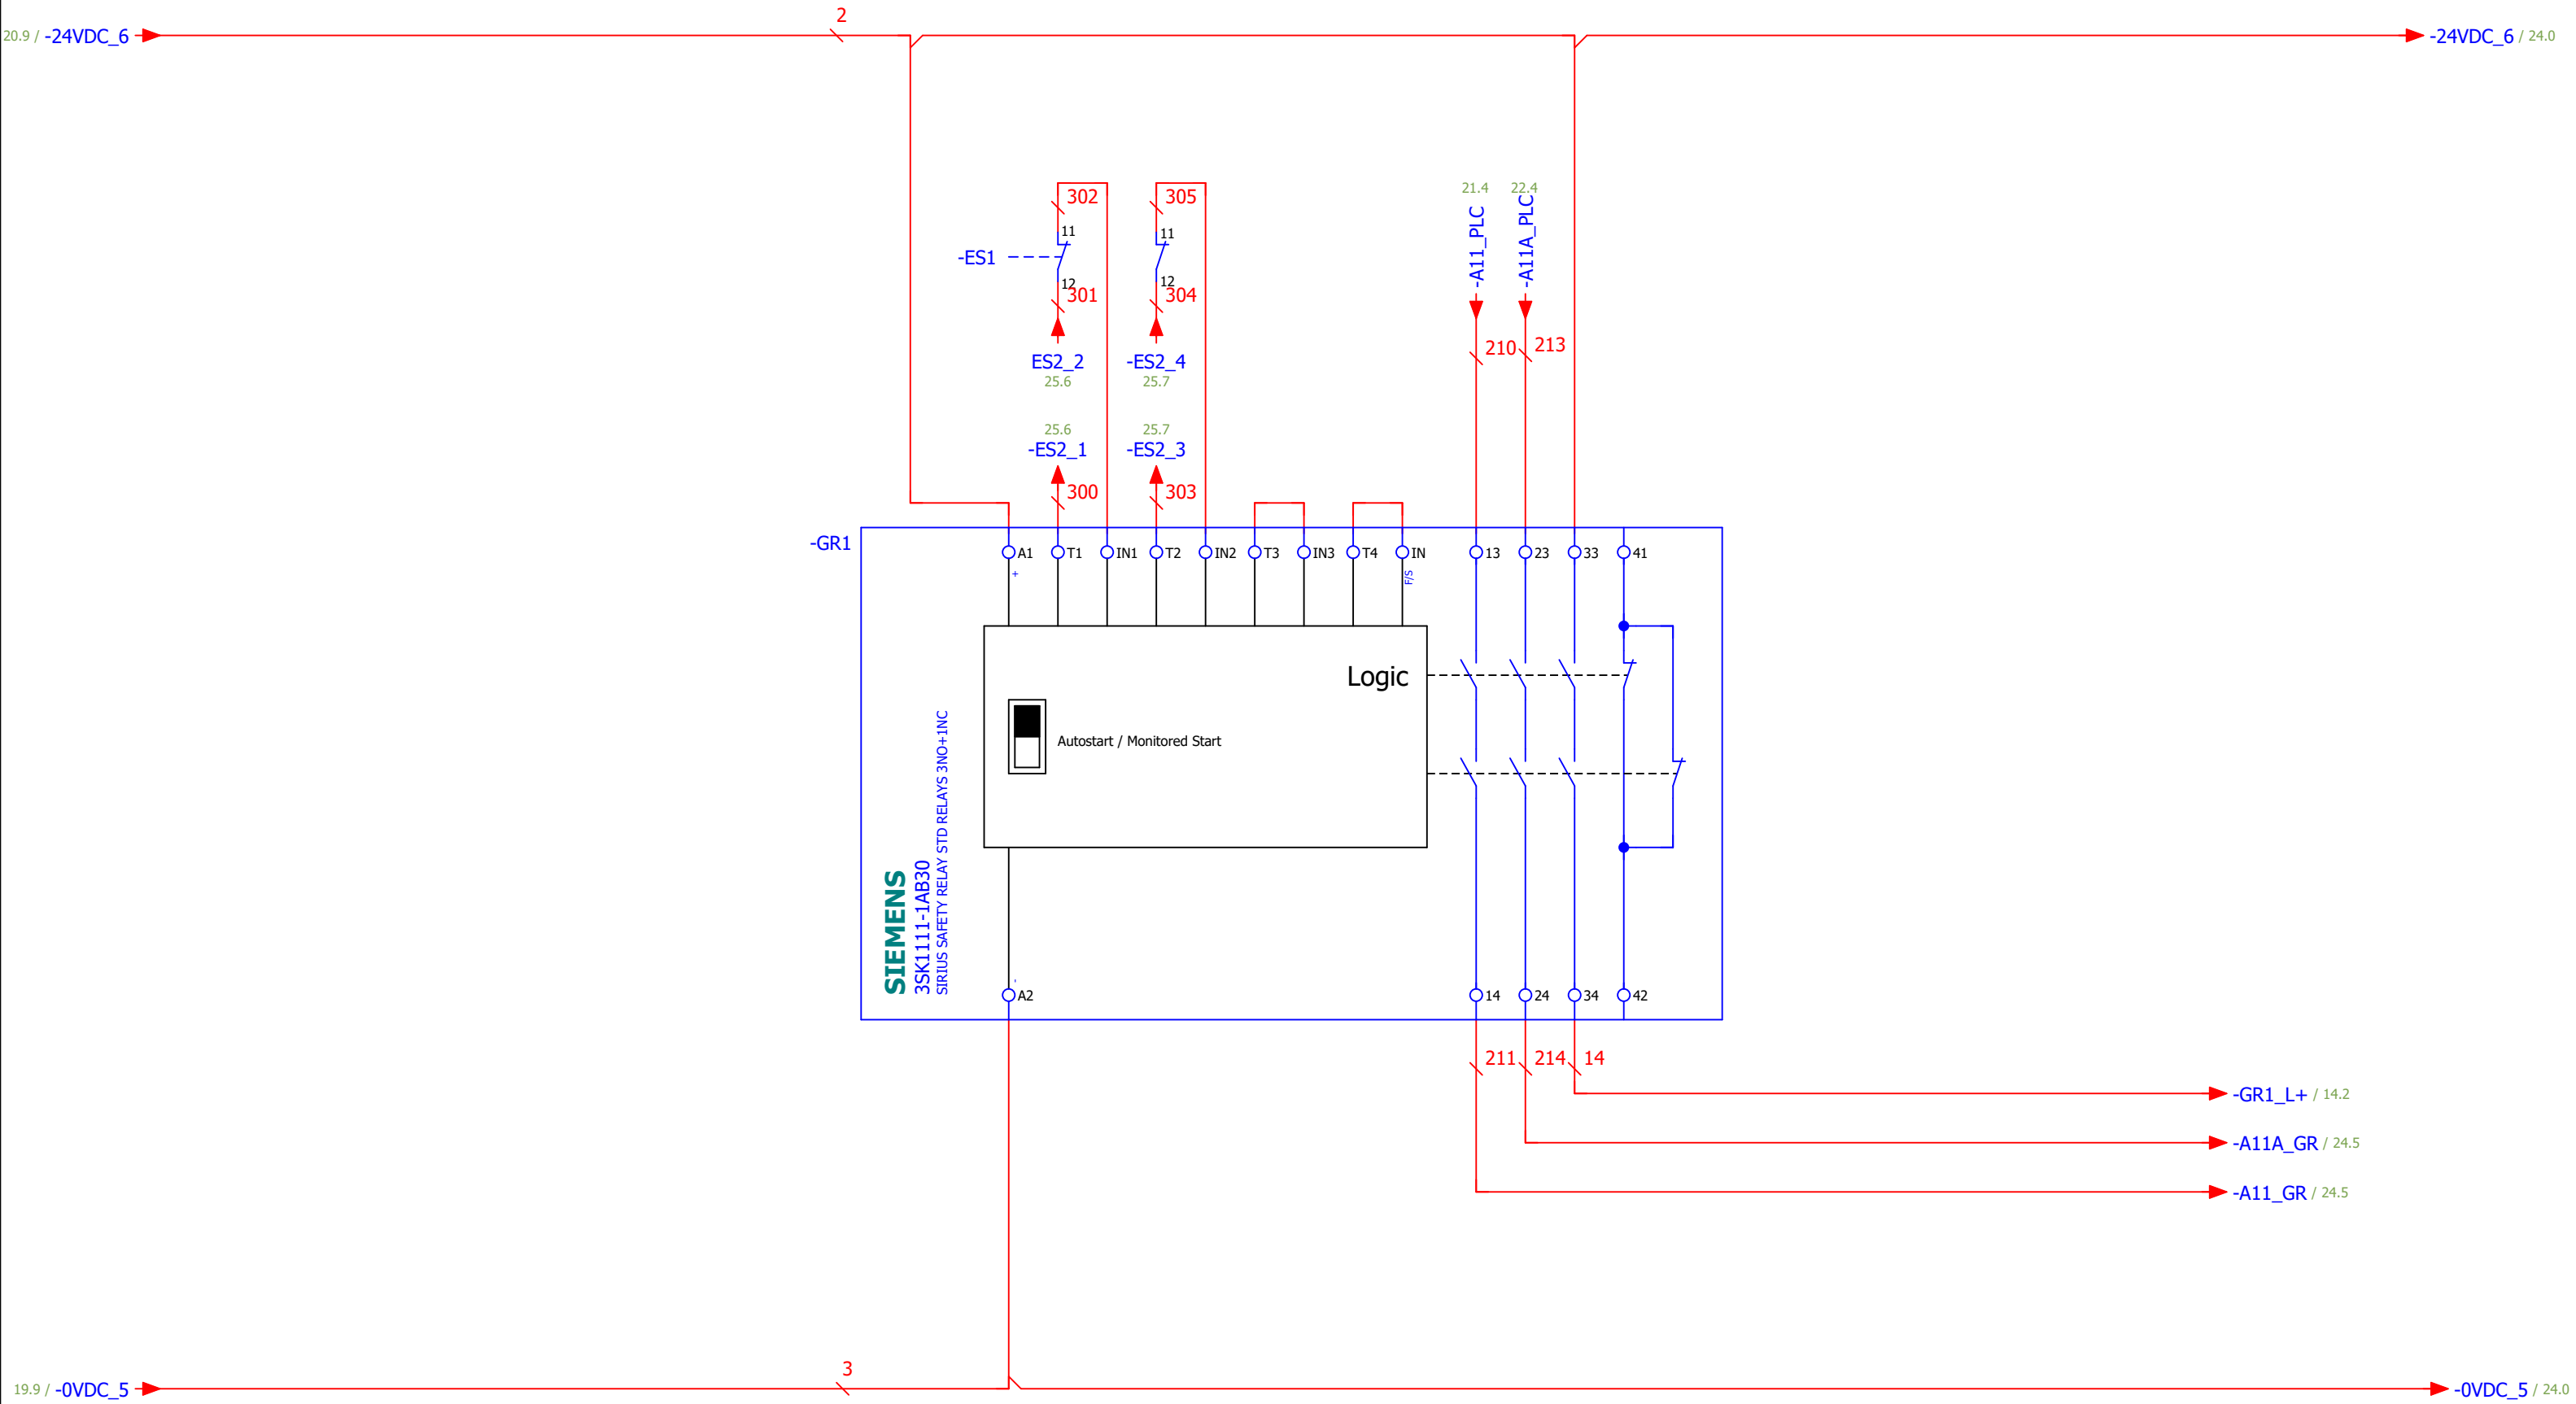 2
20.9 / -24VDC_6
-24VDC_6 / 24.0
302
305
21.4
22.4
-A11_PLC
-A11A_PLC
11
11
-ES1
12
12
301
304
210
213
ES2_2
-ES2_4
25.6
25.7
25.6
25.7
-ES2_1
-ES2_3
300
303
-GR1
A1
T1
IN1
T2
IN2
T3
IN3
T4
IN
13
23
33
41
+
F/S
Logic
Autostart / Monitored Start
SIEMENS
3SK1111-1AB30
SIRIUS SAFETY RELAY STD RELAYS 3NO+1NC
-
A2
14
24
34
42
211
214
14
-GR1_L+ / 14.2
-A11A_GR / 24.5
-A11_GR / 24.5
3
19.9 / -0VDC_5
-0VDC_5 / 24.0